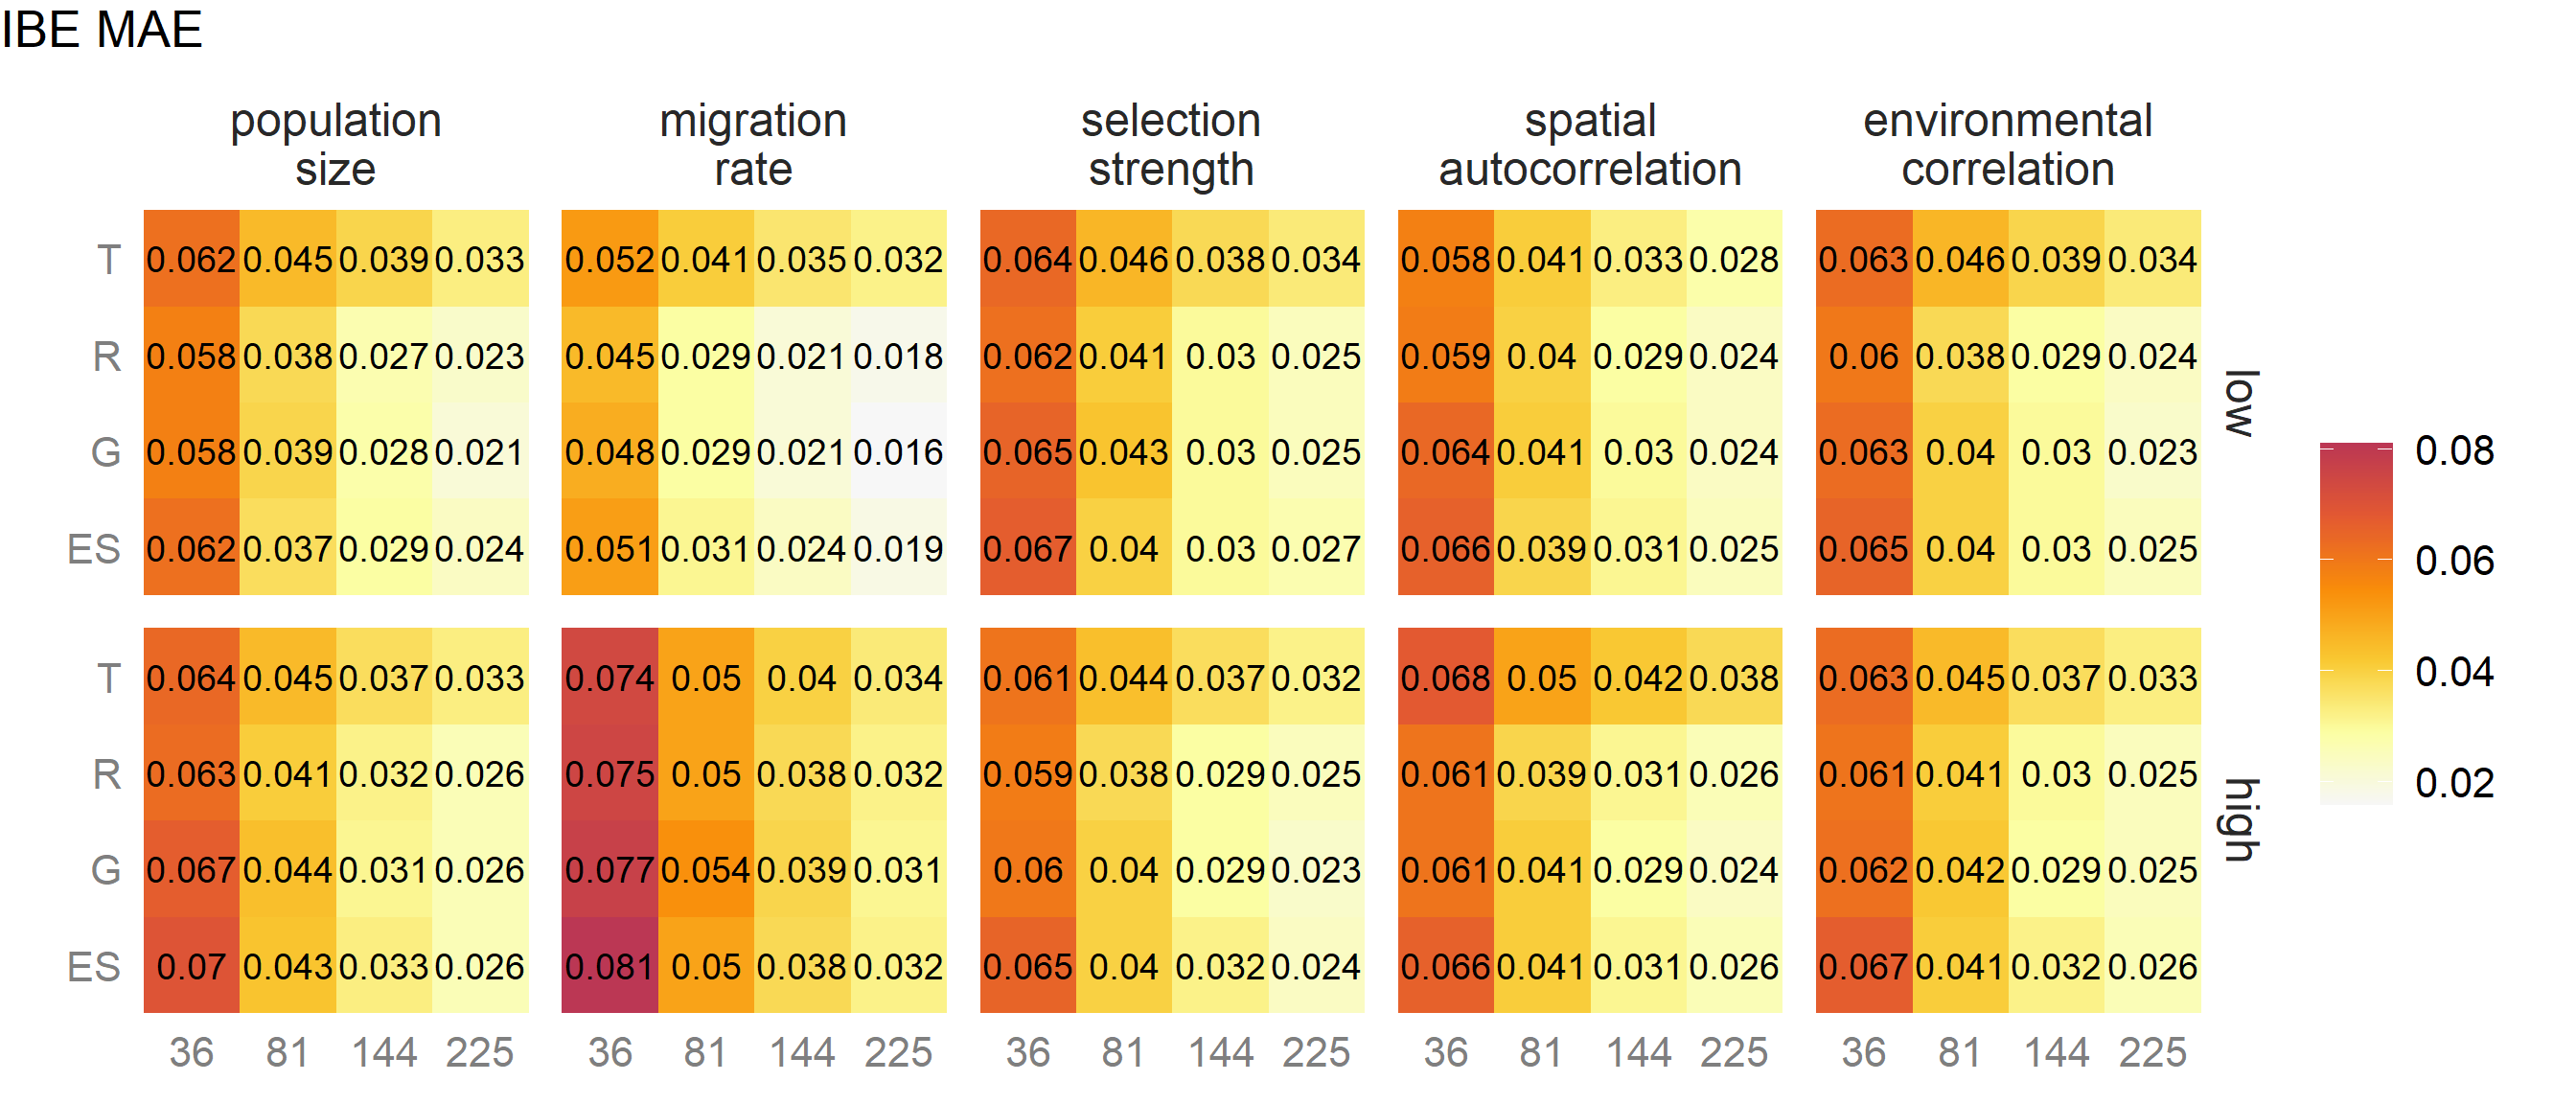 IBE MAE
population size
migration rate
selection strength
spatial autocorrelation
environmental correlation
T 0.062 0.045 0.039 0.033 0.052 0.041 0.035 0.032 0.064 0.046 0.038 0.034 0.058 0.041 0.033 0.028 0.063 0.046 0.039 0.034
R 0.058 0.038 0.027 0.023 0.045 0.029 0.021 0.018 0.062 0.041 0.03 0.025 0.059 0.04 0.029 0.024 0.06 0.038 0.029 0.024
G 0.058 0.039 0.028 0.021 0.048 0.029 0.021 0.016 0.065 0.043 0.03 0.025 0.064 0.041 0.03 0.024 0.063 0.04 0.03 0.023
ES 0.062 0.037 0.029 0.024 0.051 0.031 0.024 0.019 0.067 0.04 0.03 0.027 0.066 0.039 0.031 0.025 0.065 0.04 0.03 0.025
low
T 0.064 0.045 0.037 0.033 0.074 0.05 0.04 0.034 0.061 0.044 0.037 0.032 0.068 0.05 0.042 0.038 0.063 0.045 0.037 0.033
R 0.063 0.041 0.032 0.026 0.075 0.05 0.038 0.032 0.059 0.038 0.029 0.025 0.061 0.039 0.031 0.026 0.061 0.041 0.03 0.025
G 0.067 0.044 0.031 0.026 0.077 0.054 0.039 0.031 0.06 0.04 0.029 0.023 0.061 0.041 0.029 0.024 0.062 0.042 0.029 0.025
ES 0.07 0.043 0.033 0.026 0.081 0.05 0.038 0.032 0.065 0.04 0.032 0.024 0.066 0.041 0.031 0.026 0.067 0.041 0.032 0.026
high
36 81 144 225 36 81 144 225 36 81 144 225 36 81 144 225 36 81 144 225
0.08
0.06
0.04
0.02